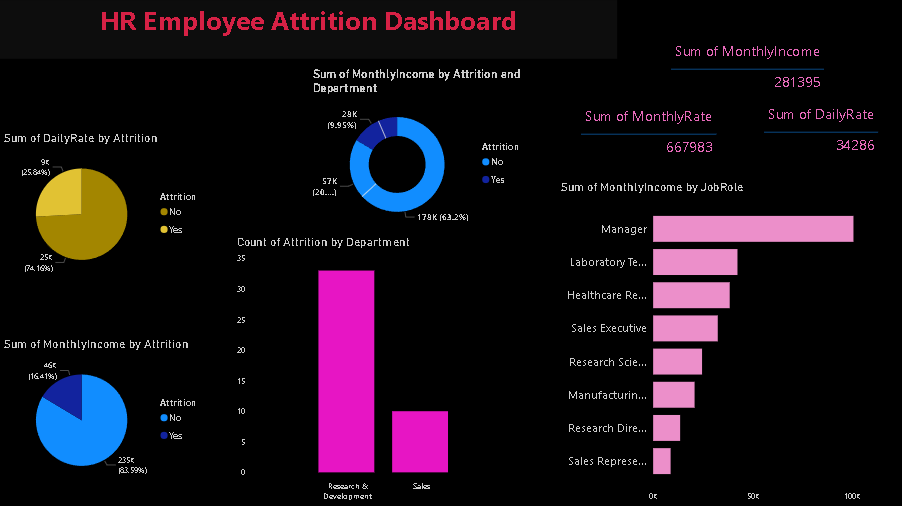 HR Employee Attrition Dashboard
Sum of MonthlyIncome
281395
Sum of MonthlyRate
667983
Sum of DailyRate
34286
Sum of MonthlyIncome by Attrition and
Department
28K
(9.95%)
57K
(20....)
178K (63.2%)
Attrition
No
Yes
Sum of DailyRate by Attrition
9K
(25.84%)
25K
(74.16%)
Attrition
No
Yes
Sum of MonthlyIncome by Attrition
46K
(16.41%)
235K
(83.59%)
Attrition
No
Yes
Count of Attrition by Department
35
30
25
20
15
10
5
0
Research &
Development
Sales
Sum of MonthlyIncome by JobRole
Manager
Laboratory Te...
Healthcare Re...
Sales Executive
Research Scie...
Manufacturin...
Research Dire...
Sales Represe...
0K
50K
100K